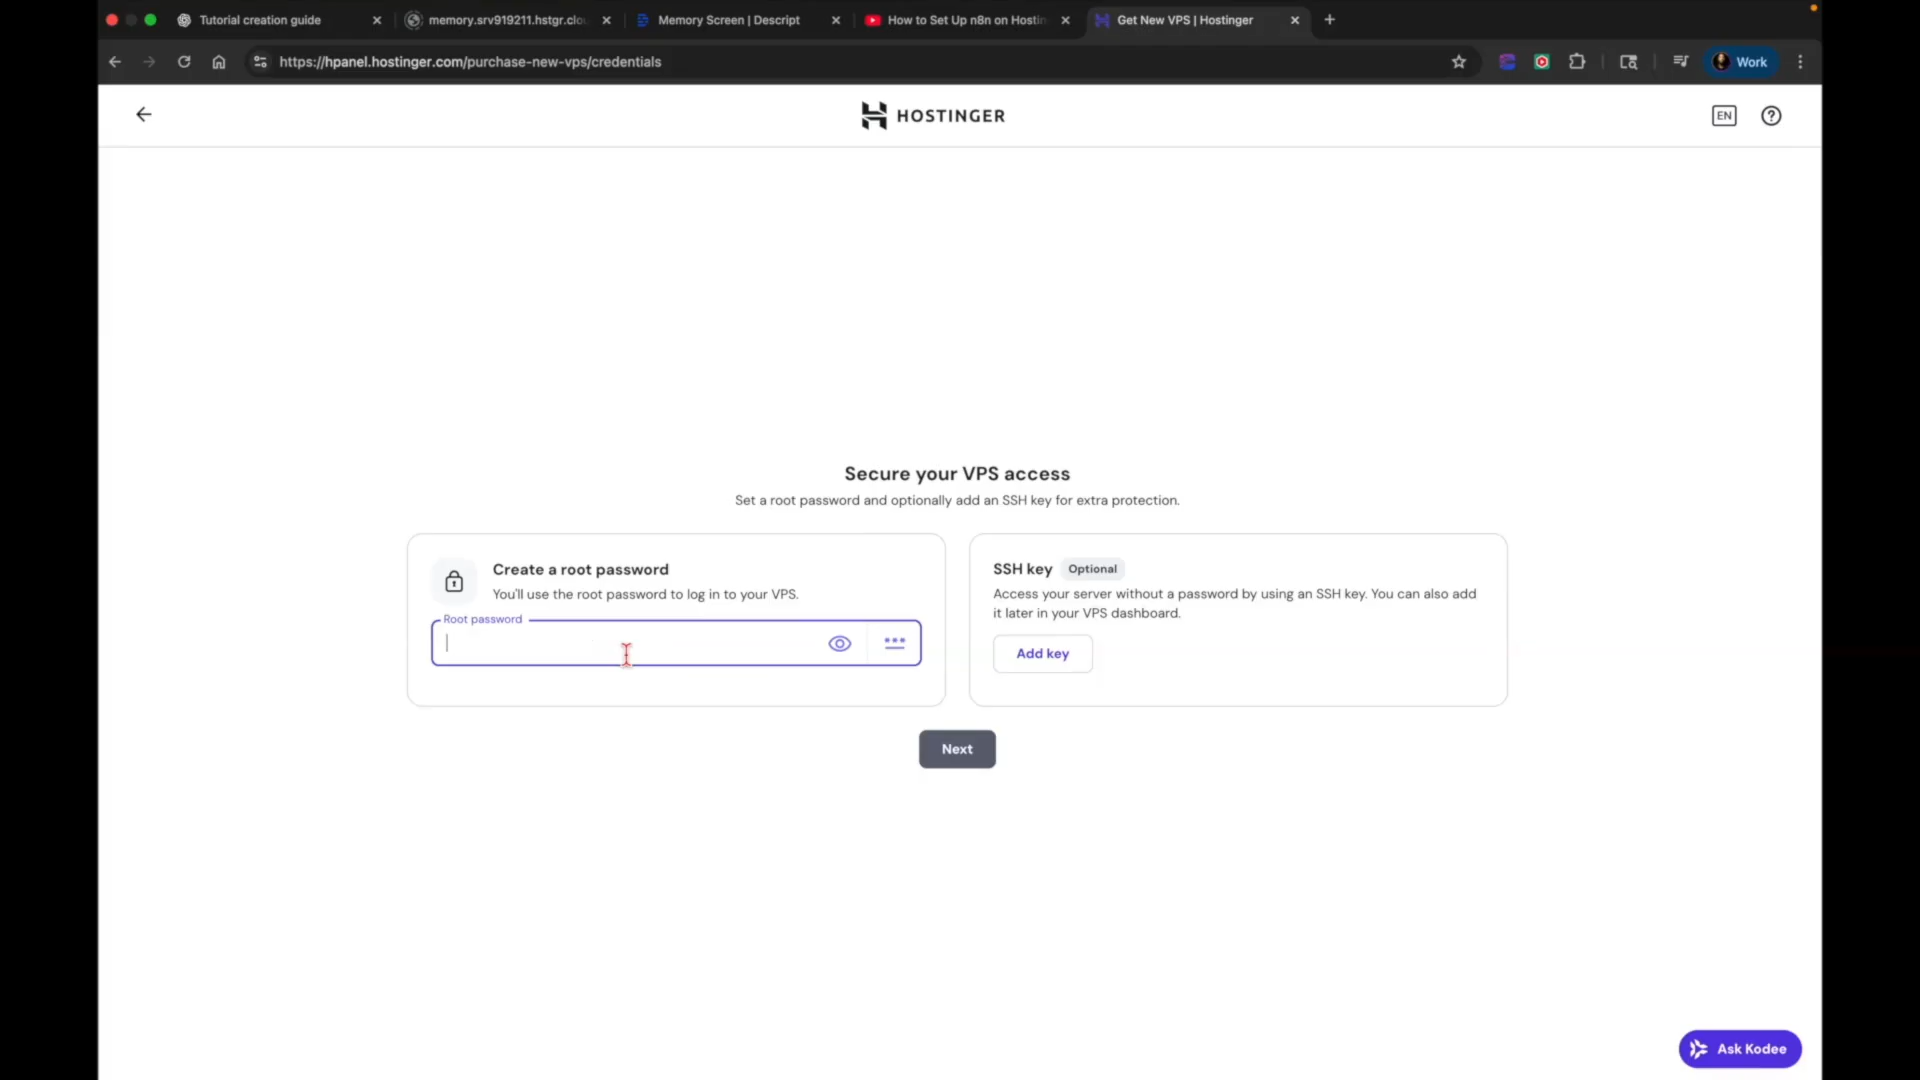 Tutorial creation guide
memory.srv919211.hstgr.clou
Memory Screen | Descript
How to Set Up n8n on Hostin
Get New VPS | Hostinger
https://hpanel.hostinger.com/purchase-new-vps/credentials
Work
HOSTINGER
EN
Secure your VPS access
Set a root password and optionally add an SSH key for extra protection.
Create a root password
You'll use the root password to log in to your VPS.
Root password
SSH key Optional
Access your server without a password by using an SSH key. You can also add
it later in your VPS dashboard.
Add key
Next
Ask Kodee